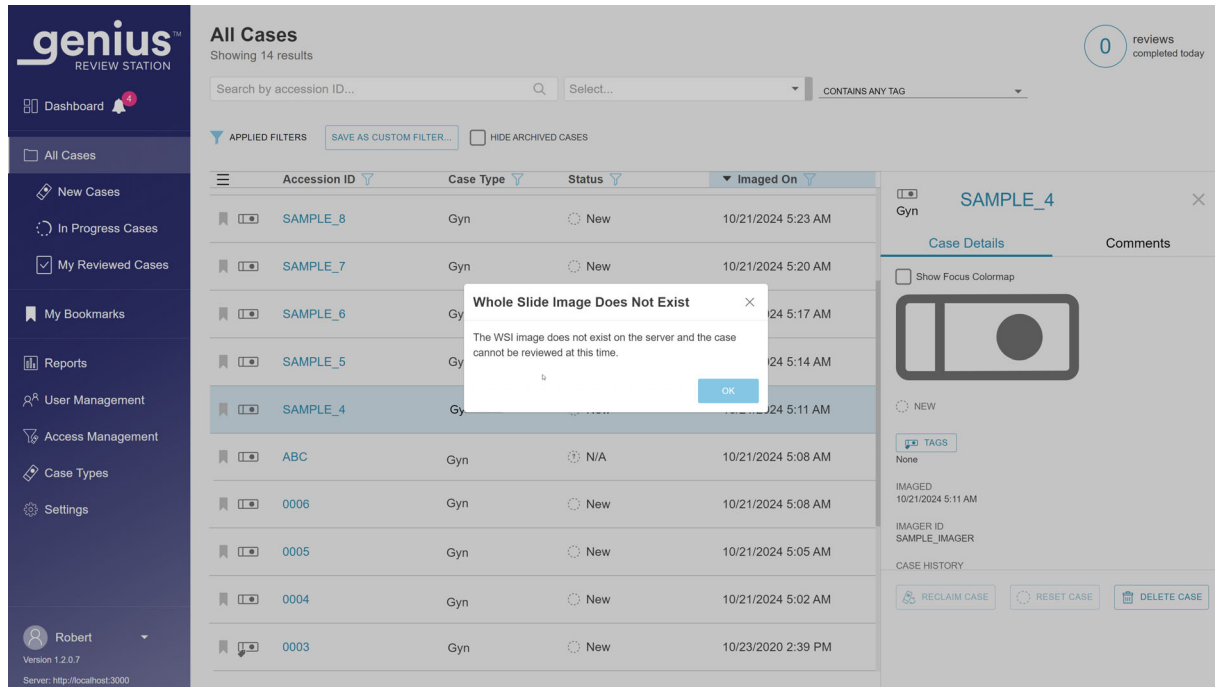 genius™
REVIEW STATION
Dashboard 4
All Cases
New Cases
In Progress Cases
My Reviewed Cases
My Bookmarks
Reports
User Management
Access Management
Case Types
Settings
Robert
Version 1.2.0.7
Server: http://localhost:3000
All Cases
Showing 14 results
0 reviews
completed today
Search by accession ID... Select... CONTAINS ANY TAG
APPLIED FILTERS SAVE AS CUSTOM FILTER... HIDE ARCHIVED CASES
Accession ID Case Type Status Imaged On
SAMPLE_8 Gyn New 10/21/2024 5:23 AM
SAMPLE_7 Gyn New 10/21/2024 5:20 AM
SAMPLE_6 Gy 24 5:17 AM
SAMPLE_5 Gy 24 5:14 AM
SAMPLE_4 Gy 24 5:11 AM
ABC Gyn N/A 10/21/2024 5:08 AM
0006 Gyn New 10/21/2024 5:08 AM
0005 Gyn New 10/21/2024 5:05 AM
0004 Gyn New 10/21/2024 5:02 AM
0003 Gyn New 10/23/2020 2:39 PM
Whole Slide Image Does Not Exist
The WSI image does not exist on the server and the case
cannot be reviewed at this time.
OK
Gyn SAMPLE_4
Case Details Comments
Show Focus Colormap
NEW
TAGS
None
IMAGED
10/21/2024 5:11 AM
IMAGER ID
SAMPLE_IMAGER
CASE HISTORY
RECLAIM CASE RESET CASE DELETE CASE